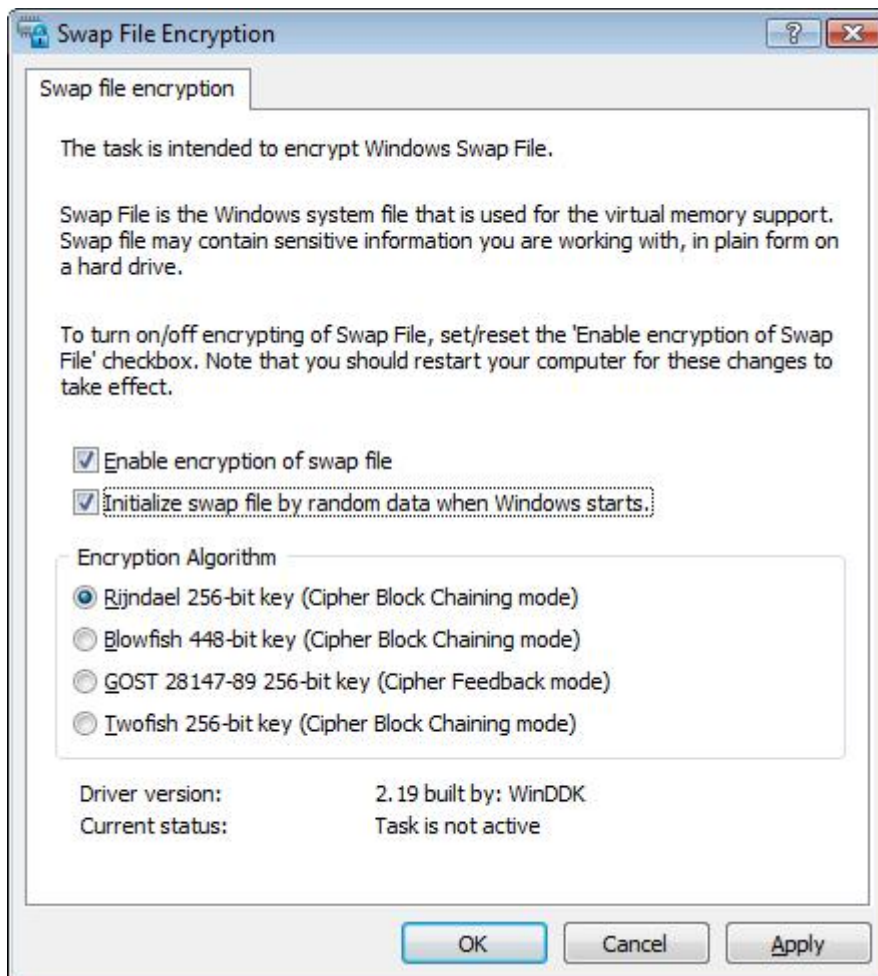 Swap File Encryption
Swap file encryption
The task is intended to encrypt Windows Swap File.
Swap File is the Windows system file that is used for the virtual memory support.
Swap file may contain sensitive information you are working with, in plain form on
a hard drive.
To turn on/off encrypting of Swap File, set/reset the 'Enable encryption of Swap
File' checkbox. Note that you should restart your computer for these changes to
take effect.
Enable encryption of swap file
Initialize swap file by random data when Windows starts.
Encryption Algorithm
Rijndael 256-bit key (Cipher Block Chaining mode)
Blowfish 448-bit key (Cipher Block Chaining mode)
GOST 28147-89 256-bit key (Cipher Feedback mode)
Twofish 256-bit key (Cipher Block Chaining mode)
Driver version: 2.19 built by: WinDDK
Current status: Task is not active
OK Cancel Apply